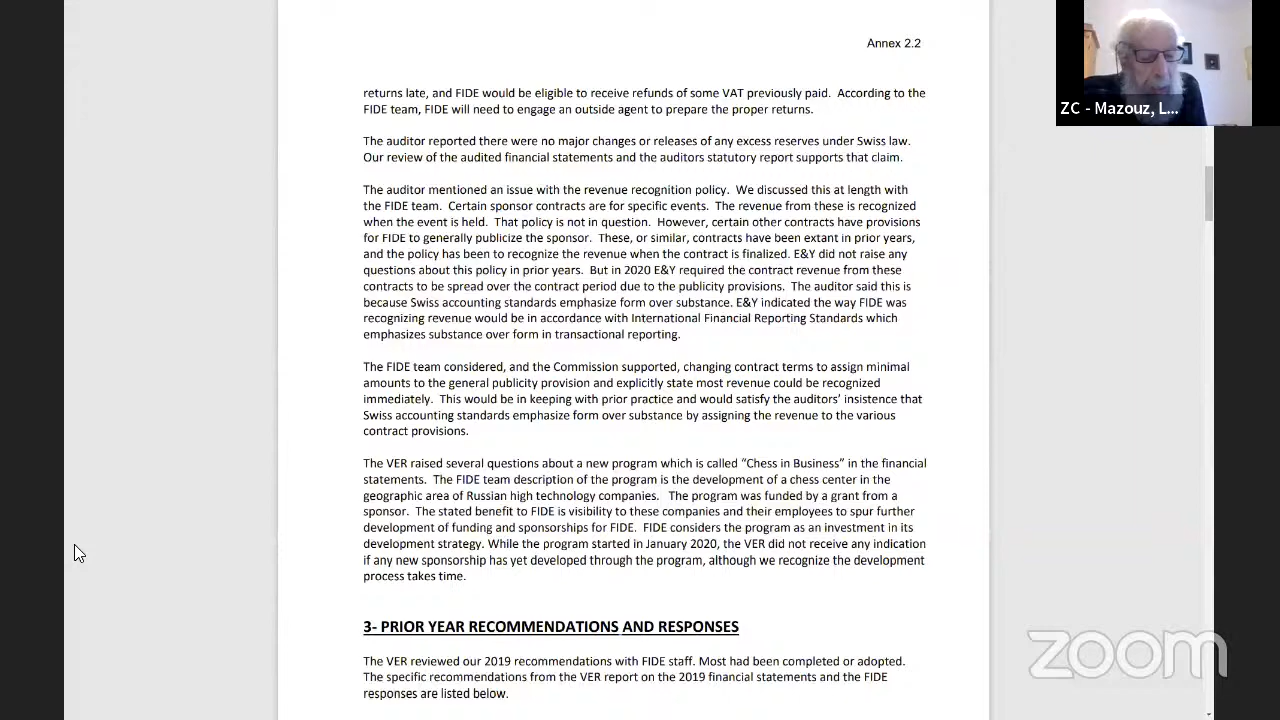 Annex 2.2
ZC - Mazouz, L...
returns late, and FIDE would be eligible to receive refunds of some VAT previously paid.  According to the
FIDE team, FIDE will need to engage an outside agent to prepare the proper returns.
The auditor reported there were no major changes or releases of any excess reserves under Swiss law.
Our review of the audited financial statements and the auditors statutory report supports that claim.
The auditor mentioned an issue with the revenue recognition policy.  We discussed this at length with
the FIDE team.  Certain sponsor contracts are for specific events.  The revenue from these is recognized
when the event is held.  That policy is not in question.  However, certain other contracts have provisions
for FIDE to generally publicize the sponsor.  These, or similar, contracts have been extant in prior years,
and the policy has been to recognize the revenue when the contract is finalized. E&Y did not raise any
questions about this policy in prior years.  But in 2020 E&Y required the contract revenue from these
contracts to be spread over the contract period due to the publicity provisions.  The auditor said this is
because Swiss accounting standards emphasize form over substance. E&Y indicated the way FIDE was
recognizing revenue would be in accordance with International Financial Reporting Standards which
emphasizes substance over form in transactional reporting.
The FIDE team considered, and the Commission supported, changing contract terms to assign minimal
amounts to the general publicity provision and explicitly state most revenue could be recognized
immediately.  This would be in keeping with prior practice and would satisfy the auditors’ insistence that
Swiss accounting standards emphasize form over substance by assigning the revenue to the various
contract provisions.
The VER raised several questions about a new program which is called “Chess in Business” in the financial
statements.  The FIDE team description of the program is the development of a chess center in the
geographic area of Russian high technology companies.   The program was funded by a grant from a
sponsor.  The stated benefit to FIDE is visibility to these companies and their employees to spur further
development of funding and sponsorships for FIDE.  FIDE considers the program as an investment in its
development strategy. While the program started in January 2020, the VER did not receive any indication
if any new sponsorship has yet developed through the program, although we recognize the development
process takes time.
3- PRIOR YEAR RECOMMENDATIONS AND RESPONSES
The VER reviewed our 2019 recommendations with FIDE staff. Most had been completed or adopted.
The specific recommendations from the VER report on the 2019 financial statements and the FIDE
responses are listed below.
zoom